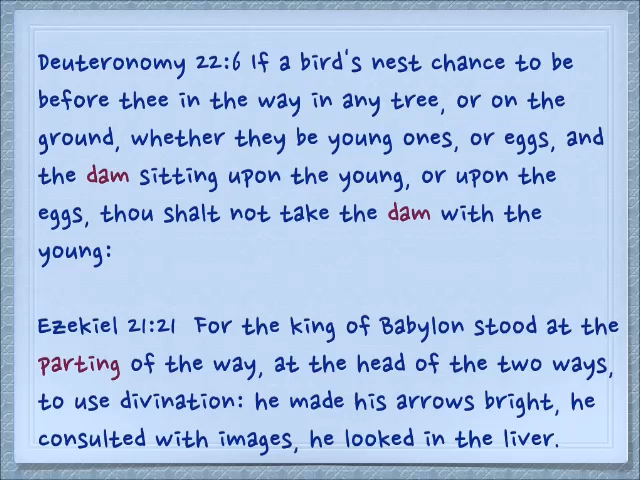 Deuteronomy 22:6 If a bird's nest chance to be
before thee in the way in any tree, or on the
ground, whether they be young ones, or eggs, and
the dam sitting upon the young, or upon the
eggs, thou shalt not take the dam with the
young:
Ezekiel 21:21 For the king of Babylon stood at the
parting of the way, at the head of the two ways,
to use divination: he made his arrows bright, he
consulted with images, he looked in the liver.